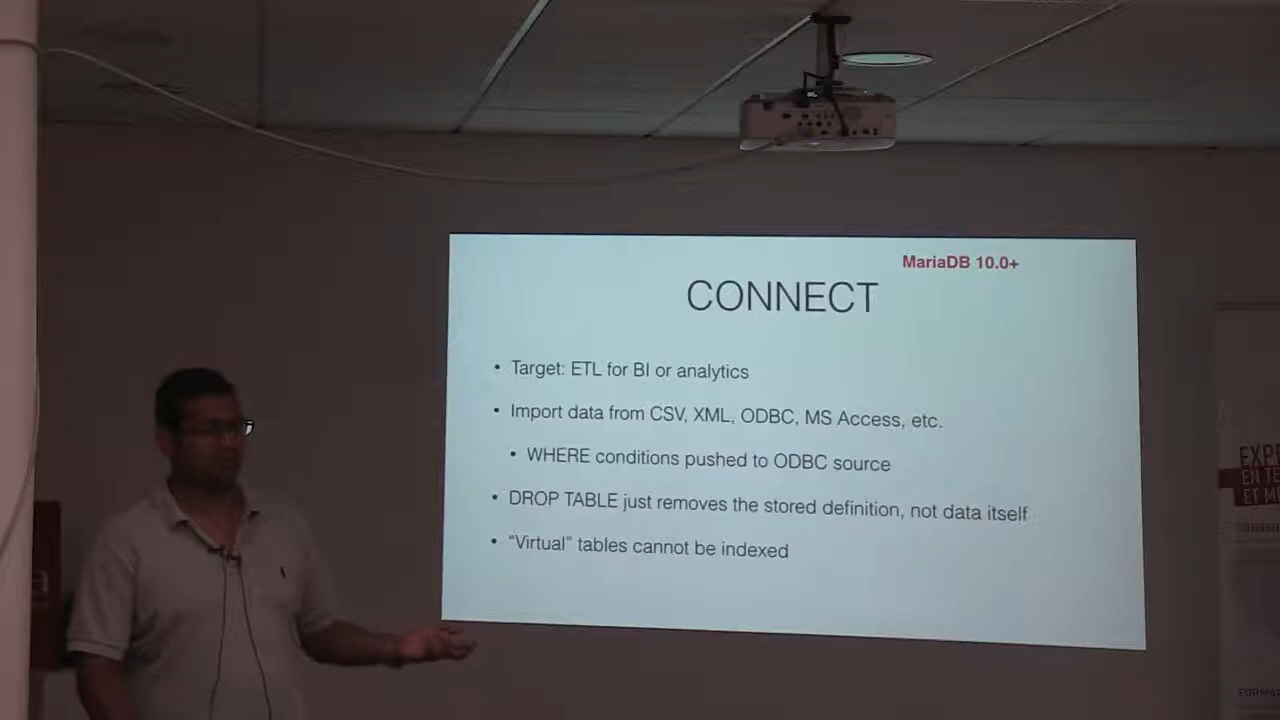 MariaDB 10.0+
CONNECT
• Target: ETL for BI or analytics
• Import data from CSV, XML, ODBC, MS Access, etc.
• WHERE conditions pushed to ODBC source
• DROP TABLE just removes the stored definition, not data itself
• “Virtual” tables cannot be indexed
EN
ET